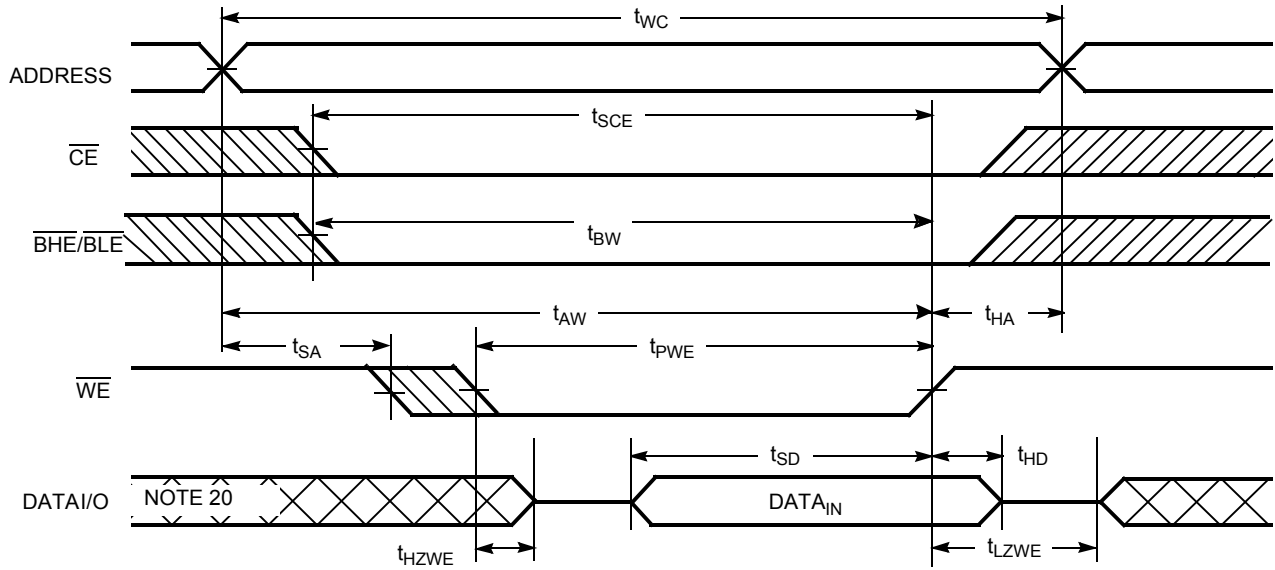 tWC
ADDRESS
tSCE
CE
tBW
BHE/BLE
tAW
tHA
tSA
tPWE
WE
tSD
tHD
DATAI/O
NOTE 20
DATAIN
tHZWE
tLZWE